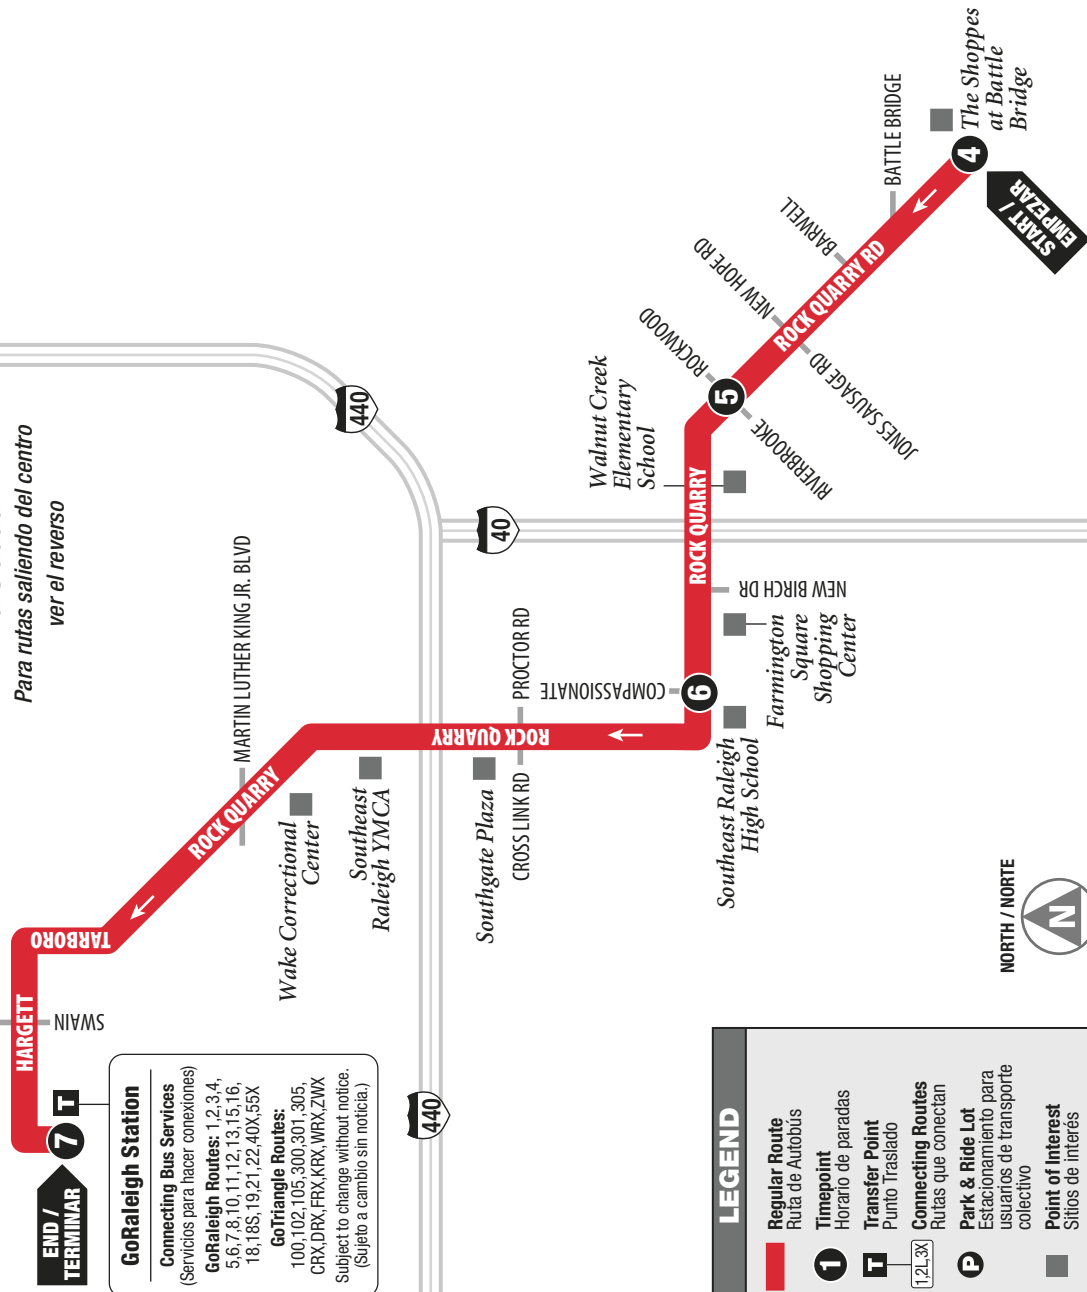 Para rutas saliendo del centro
ver el reverso
HARGETT
SWAIN
TARBORO
7
T
END /
TERMINAR
GoRaleigh Station
Connecting Bus Services
(Servicios para hacer conexiones)
GoRaleigh Routes: 1,2,3,4,
5,6,7,8,10,11,12,13,15,16,
18,18S,19,21,22,40X,55X
GoTriangle Routes:
100,102,105,300,301,305,
CRX,DRX,FRX,KRX,WRX,ZWX
Subject to change without notice.
(Sujeto a cambio sin noticia.)
ROCK QUARRY
MARTIN LUTHER KING JR. BLVD
Wake Correctional
Center
Southeast
Raleigh YMCA
440
440
Southgate Plaza
CROSS LINK RD
PROCTOR RD
ROCK QUARRY
40
COMPASSIONATE
6
Southeast Raleigh
High School
Farmington
Square
Shopping
Center
NEW BIRCH DR
ROCK QUARRY
Walnut Creek
Elementary
School
5
ROCKWOOD
RIVERBROOKE
NEW HOPE RD
JONES SAUSAGE RD
ROCK QUARRY RD
BARWELL
BATTLE BRIDGE
4
The Shoppes
at Battle
Bridge
START /
EMPEZAR
NORTH / NORTE
N
LEGEND
Regular Route
Ruta de Autobús
1
Timepoint
Horario de paradas
T
Transfer Point
Punto Traslado
1,2L,3X
Connecting Routes
Rutas que conectan
P
Park & Ride Lot
Estacionamiento para
usuarios de transporte
colectivo
Point of Interest
Sitios de interés